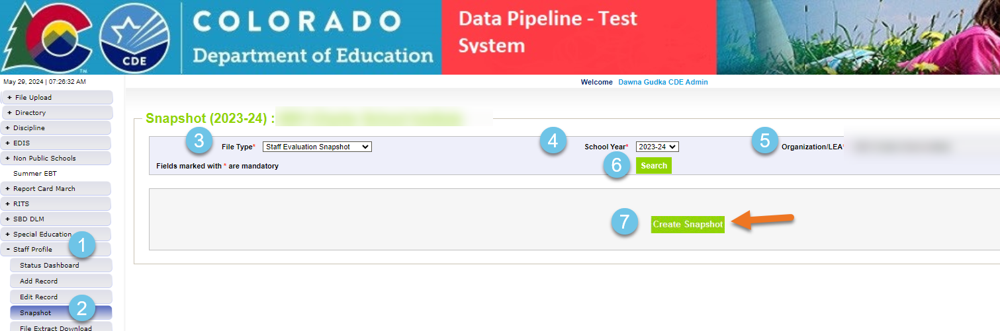 COLORADO
Department of Education
TM
CDE
Data Pipeline - Test
System
May 29, 2024 | 07:26:32 AM
Welcome Dawna Gudka CDE Admin
+ File Upload
+ Directory
+ Discipline
+ EDIS
+ Non Public Schools
Summer EBT
+ Report Card March
+ RITS
+ SBD DLM
+ Special Education
- Staff Profile
1
Status Dashboard
Add Record
Edit Record
Snapshot
2
File Extract Download
Snapshot (2023-24) :
3
File Type* Staff Evaluation Snapshot
4
School Year* 2023-24
5
Organization/LEA*
Fields marked with * are mandatory
6
Search
7
Create Snapshot